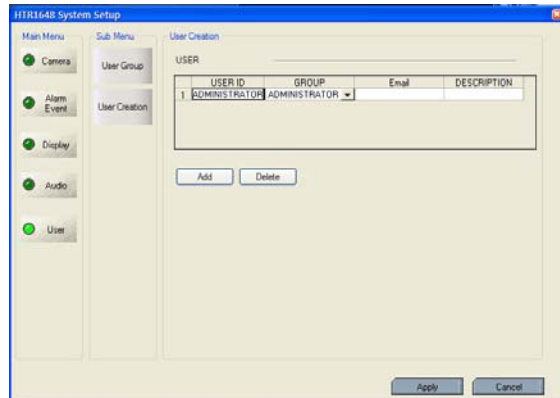 HTR1648 System Setup
Main Menu
Sub Menu
User Creation
Camera
User Group
USER
USER ID GROUP Email DESCRIPTION
1 ADMINISTRATOR ADMINISTRATOR
Alarm
Event
User Creation
Display
Audio
Add Delete
User
Apply Cancel